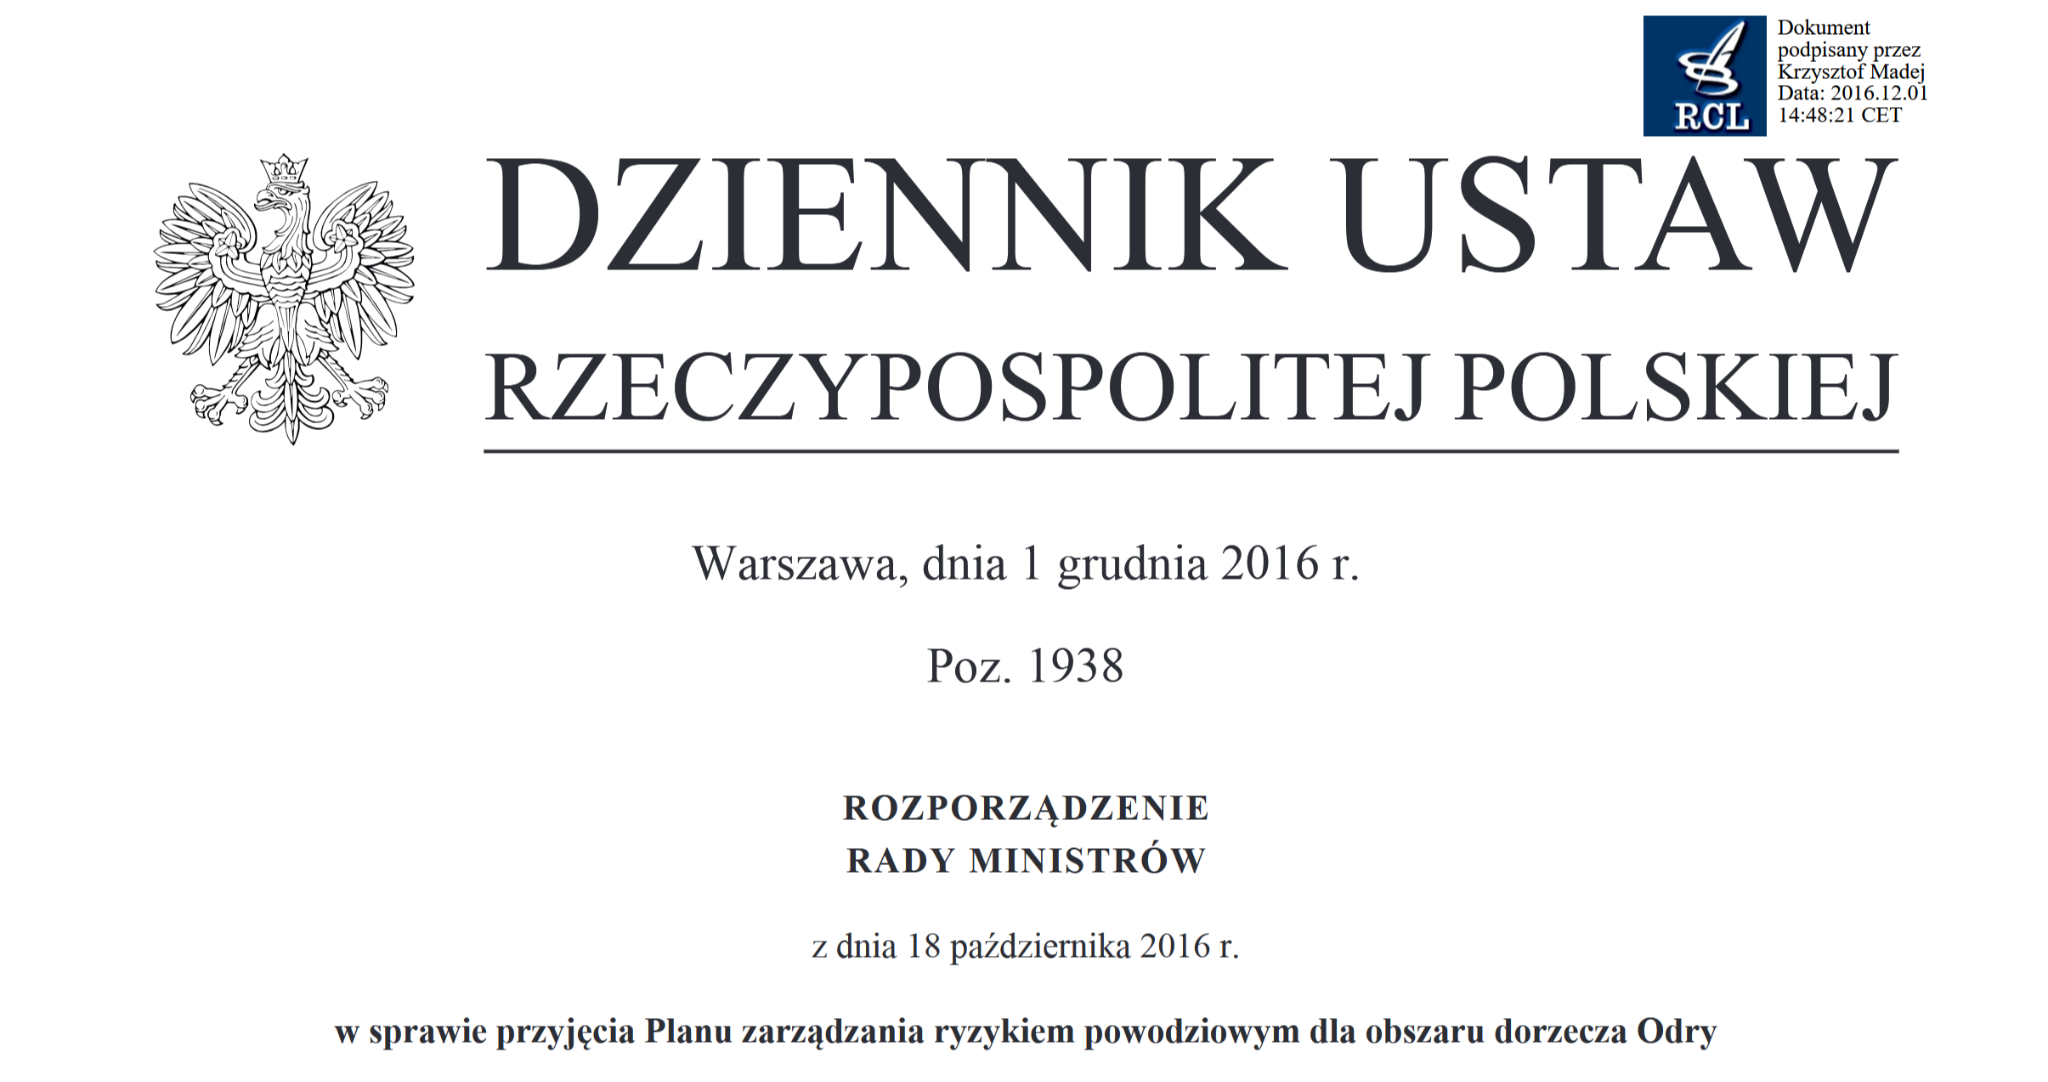 Dokument
podpisany przez
Krzysztof Madej
Data: 2016.12.01
14:48:21 CET
RCL
DZIENNIK USTAW
RZECZYPOSPOLITEJ POLSKIEJ
Warszawa, dnia 1 grudnia 2016 r.
Poz. 1938
ROZPORZĄDZENIE
RADY MINISTRÓW
z dnia 18 października 2016 r.
w sprawie przyjęcia Planu zarządzania ryzykiem powodziowym dla obszaru dorzecza Odry